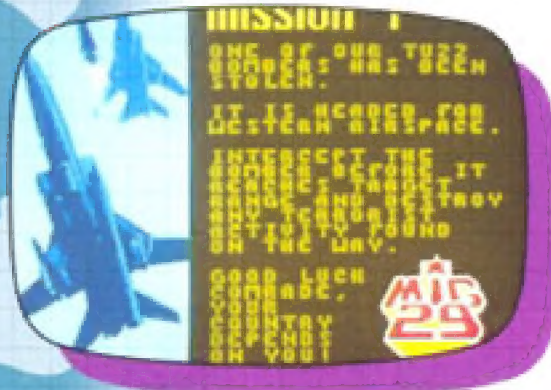 MISSION 1
ONE OF OUR TU22
BOMBERS HAS BEEN
STOLEN.
IT IS HEADED FOR
WESTERN AIRSPACE.
INTERCEPT THE
BOMBER BEFORE IT
REACHES TARGET
RANGE AND DESTROY
ANY TERRORIST
ACTIVITY FOUND
ON THE WAY.
GOOD LUCK
COMRADE,
YOUR
COUNTRY
DEPENDS
ON YOU!
MIG
29